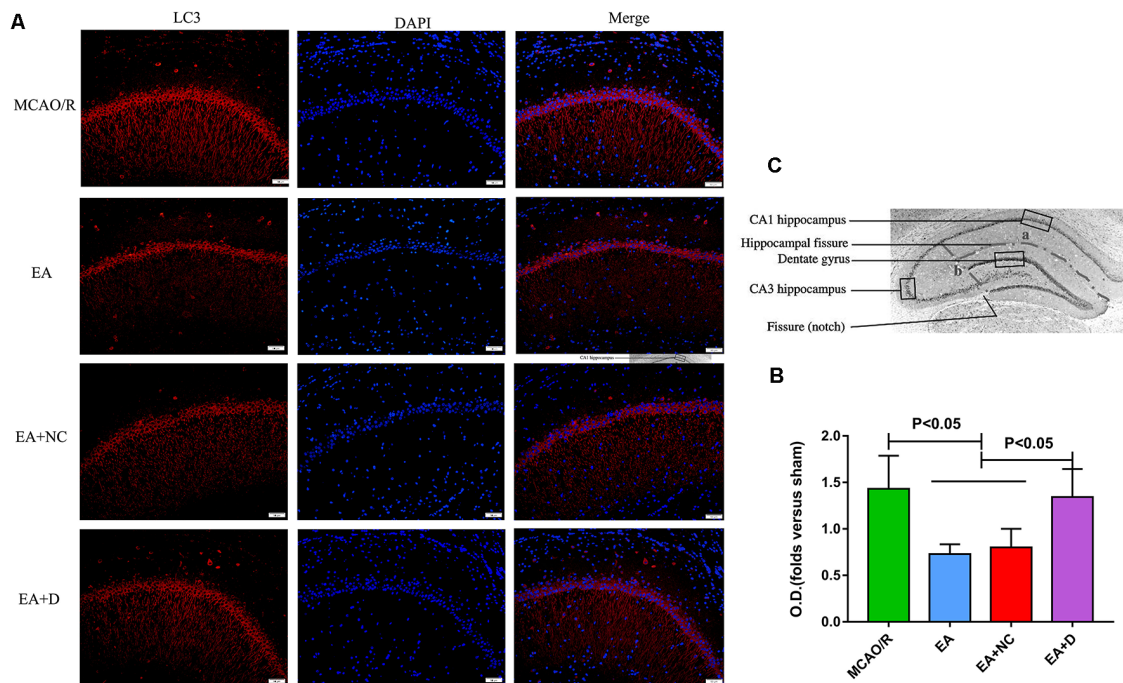 A
LC3
DAPI
Merge
MCAO/R
EA
CA1 hippocampus
EA+NC
EA+D
C
CA1 hippocampus
a
Hippocampal fissure
Dentate gyrus
b
CA3 hippocampus
Fissure (notch)
B
P<0.05
P<0.05
O.D.(folds versus sham)
2.0
1.5
1.0
0.5
0.0
MCAO/R
EA
EA+NC
EA+D